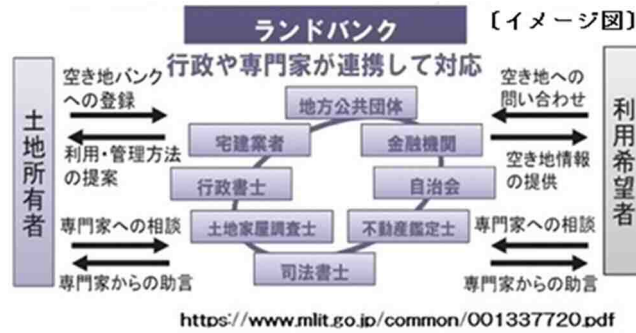 ランドバンク
〔イメージ図〕
行政や専門家が連携して対応
土地所有者
空き地バンク
への登録
利用・管理方法
の提案
専門家への相談
専門家からの助言
地方公共団体
宅建業者
金融機関
行政書士
自治会
土地家屋調査士
不動産鑑定士
司法書士
空き地への
問い合わせ
空き地情報
の提供
専門家への相談
専門家からの助言
利用希望者
https://www.mlit.go.jp/common/001337720.pdf